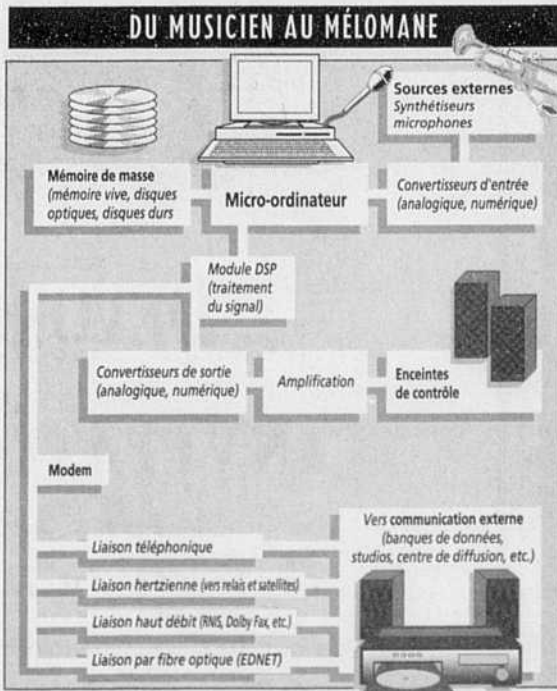 DU MUSICIEN AU MÉLOMANE
Sources externes
Synthétiseurs
microphones
Mémoire de masse
(mémoire vive, disques
optiques, disques durs
Micro-ordinateur
Convertisseurs d'entrée
(analogique, numérique)
Module DSP
(traitement
du signal)
Convertisseurs de sortie
(analogique, numérique)
Amplification
Enceintes
de contrôle
Modem
Vers communication externe
(banques de données,
studios, centre de diffusion, etc.)
Liaison téléphonique
Liaison hertzienne (vers relais et satellites)
Liaison haut débit (RNIS, Dolby Fax, etc.)
Liaison par fibre optique (EDNET)